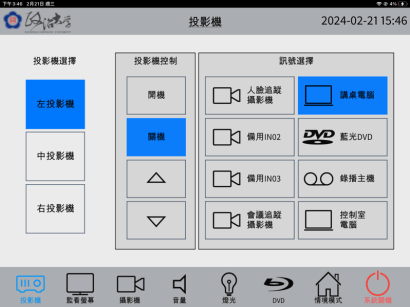 下午3:46 2月21日 週三
4%
政治大學
投影機
2024-02-21 15:46
投影機選擇
左投影機
中投影機
右投影機
投影機控制
開機
關機
訊號選擇
人臉追蹤
攝影機
講桌電腦
備用IN02
DVD
藍光DVD
備用IN03
錄播主機
會議追蹤
攝影機
控制室
電腦
投影機
監看螢幕
攝影機
音量
燈光
DVD
情境模式
系統關機